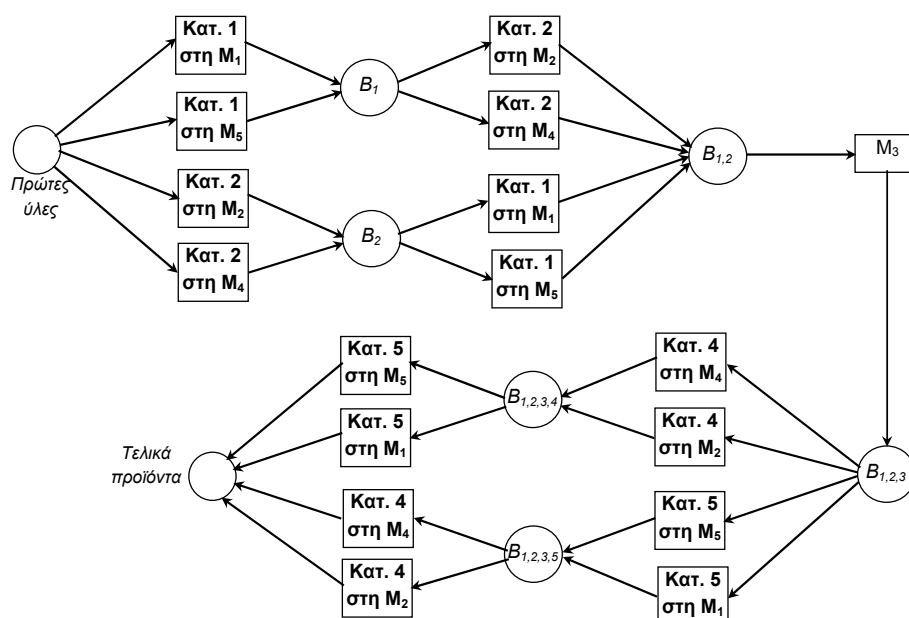 Κατ. 1
στη M₁
Κατ. 1
στη M₅
Κατ. 2
στη M₂
Κατ. 2
στη M₄
Πρώτες
ύλες
B₁
B₂
Κατ. 2
στη M₂
Κατ. 2
στη M₄
Κατ. 1
στη M₁
Κατ. 1
στη M₅
B₁,₂
M₃
Κατ. 5
στη M₅
Κατ. 5
στη M₁
Κατ. 4
στη M₄
Κατ. 4
στη M₂
Τελικά
προϊόντα
B₁,₂,₃,₄
B₁,₂,₃,₅
Κατ. 4
στη M₄
Κατ. 4
στη M₂
Κατ. 5
στη M₅
Κατ. 5
στη M₁
B₁,₂,₃